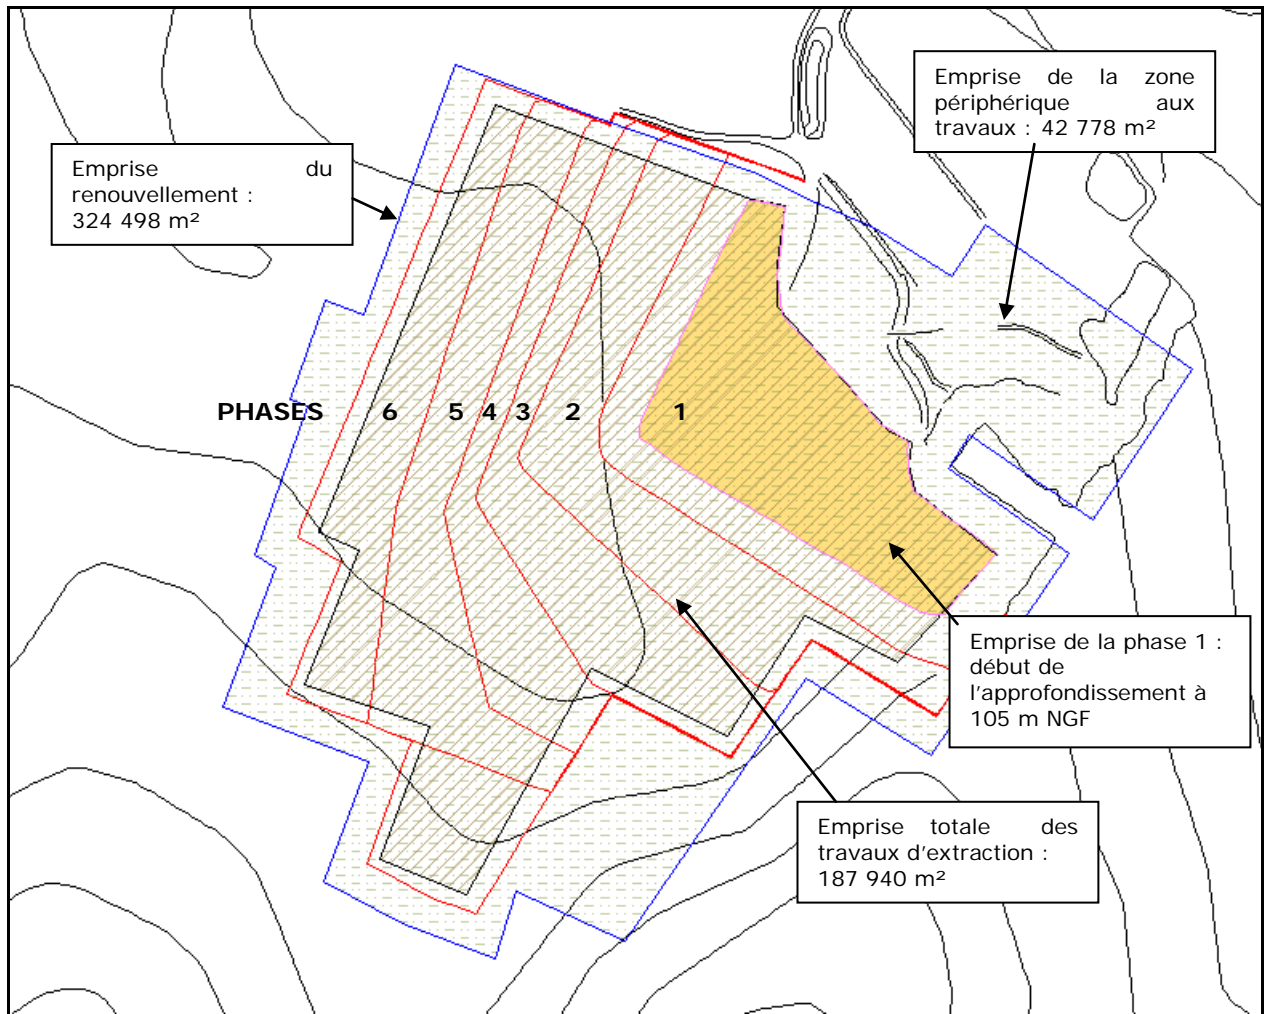 Emprise de la zone
périphérique aux
travaux : 42 778 m²
Emprise du
renouvellement :
324 498 m²
PHASES 6 5 4 3 2 1
Emprise de la phase 1 :
début de
l'approfondissement à
105 m NGF
Emprise totale des
travaux d'extraction :
187 940 m²